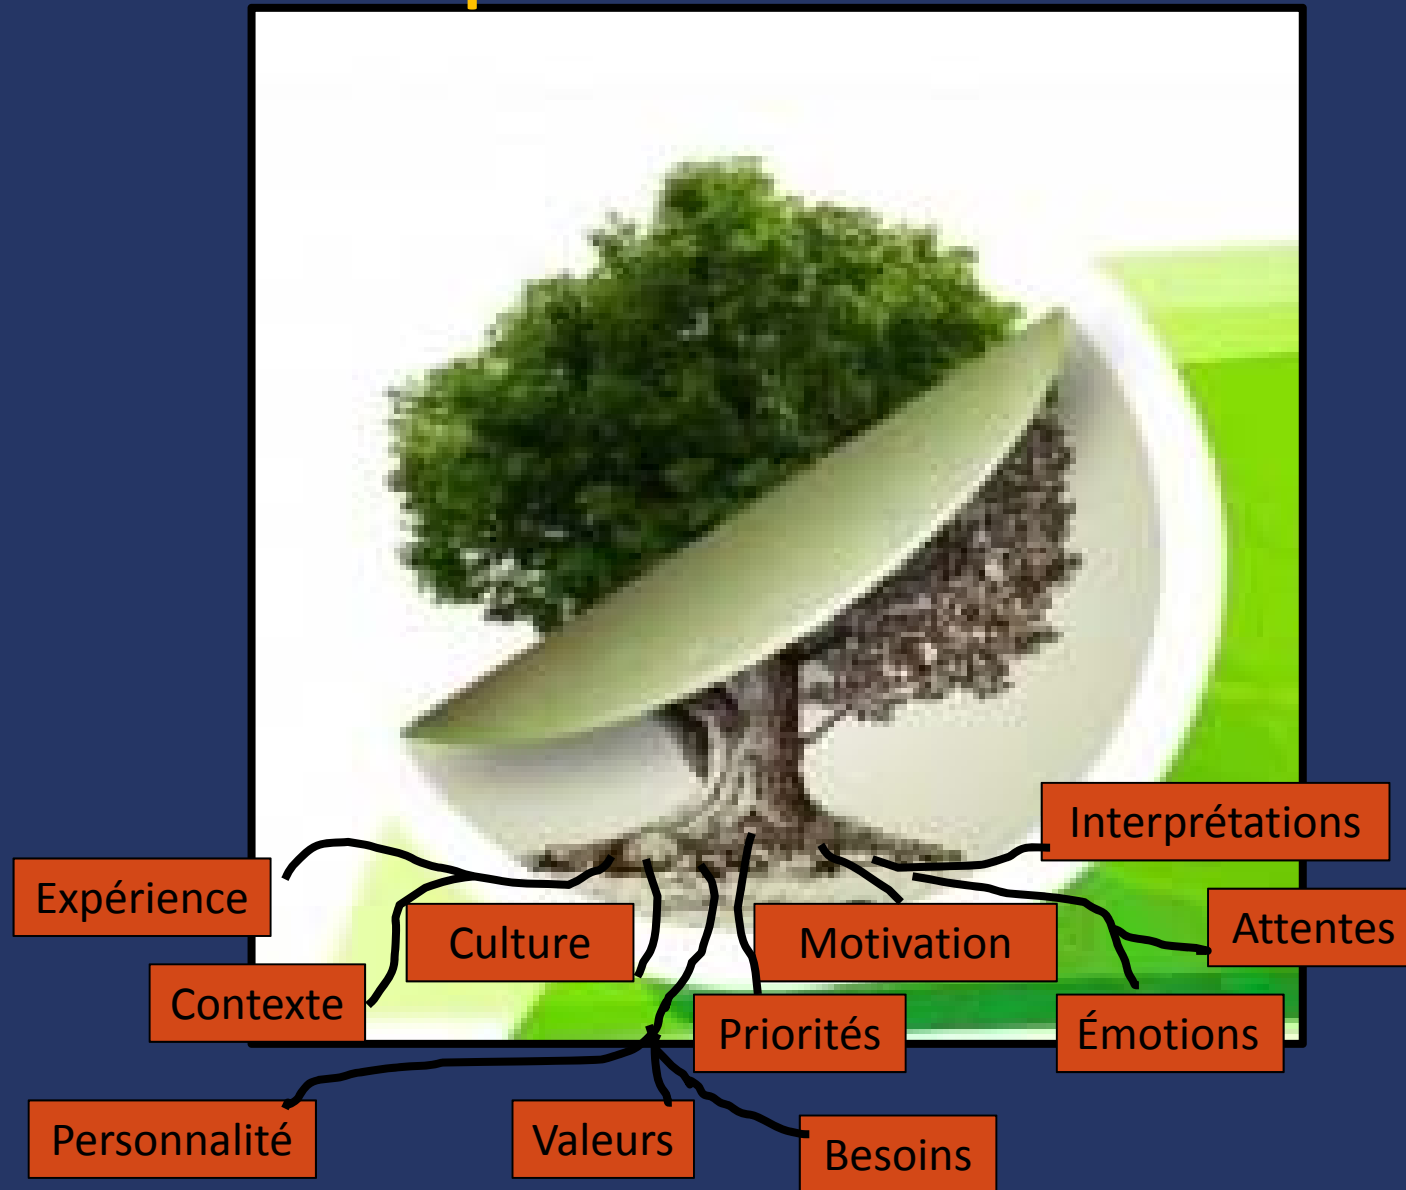 Interprétations
Expérience
Attentes
Culture
Motivation
Contexte
Priorités
Émotions
Personnalité
Valeurs
Besoins